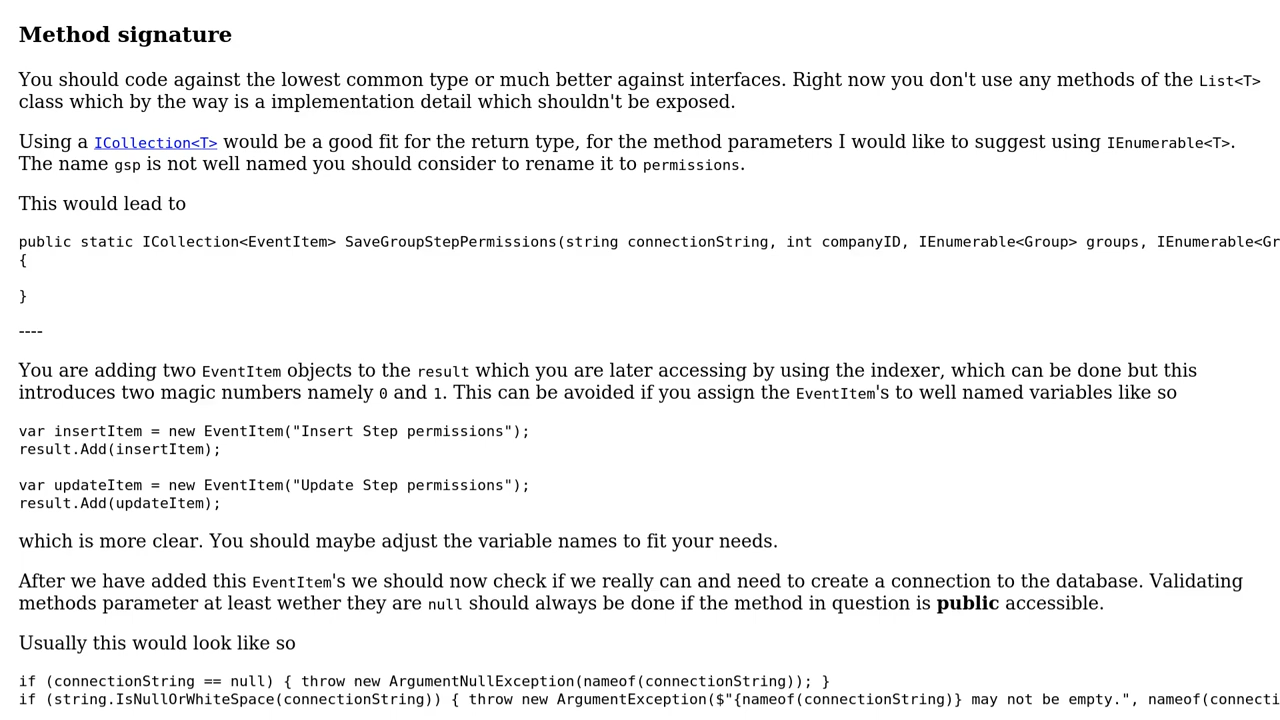 Method signature
You should code against the lowest common type or much better against interfaces. Right now you don't use any methods of the List<T>
class which by the way is a implementation detail which shouldn't be exposed.
Using a ICollection<T> would be a good fit for the return type, for the method parameters I would like to suggest using IEnumerable<T>.
The name gsp is not well named you should consider to rename it to permissions.
This would lead to
public static ICollection<EventItem> SaveGroupStepPermissions(string connectionString, int companyID, IEnumerable<Group> groups, IEnumerable<Gr
{
}
----
You are adding two EventItem objects to the result which you are later accessing by using the indexer, which can be done but this
introduces two magic numbers namely 0 and 1. This can be avoided if you assign the EventItem's to well named variables like so
var insertItem = new EventItem("Insert Step permissions");
result.Add(insertItem);
var updateItem = new EventItem("Update Step permissions");
result.Add(updateItem);
which is more clear. You should maybe adjust the variable names to fit your needs.
After we have added this EventItem's we should now check if we really can and need to create a connection to the database. Validating
methods parameter at least wether they are null should always be done if the method in question is public accessible.
Usually this would look like so
if (connectionString == null) { throw new ArgumentNullException(nameof(connectionString)); }
if (string.IsNullOrWhiteSpace(connectionString)) { throw new ArgumentException($"{nameof(connectionString)} may not be empty.", nameof(connecti